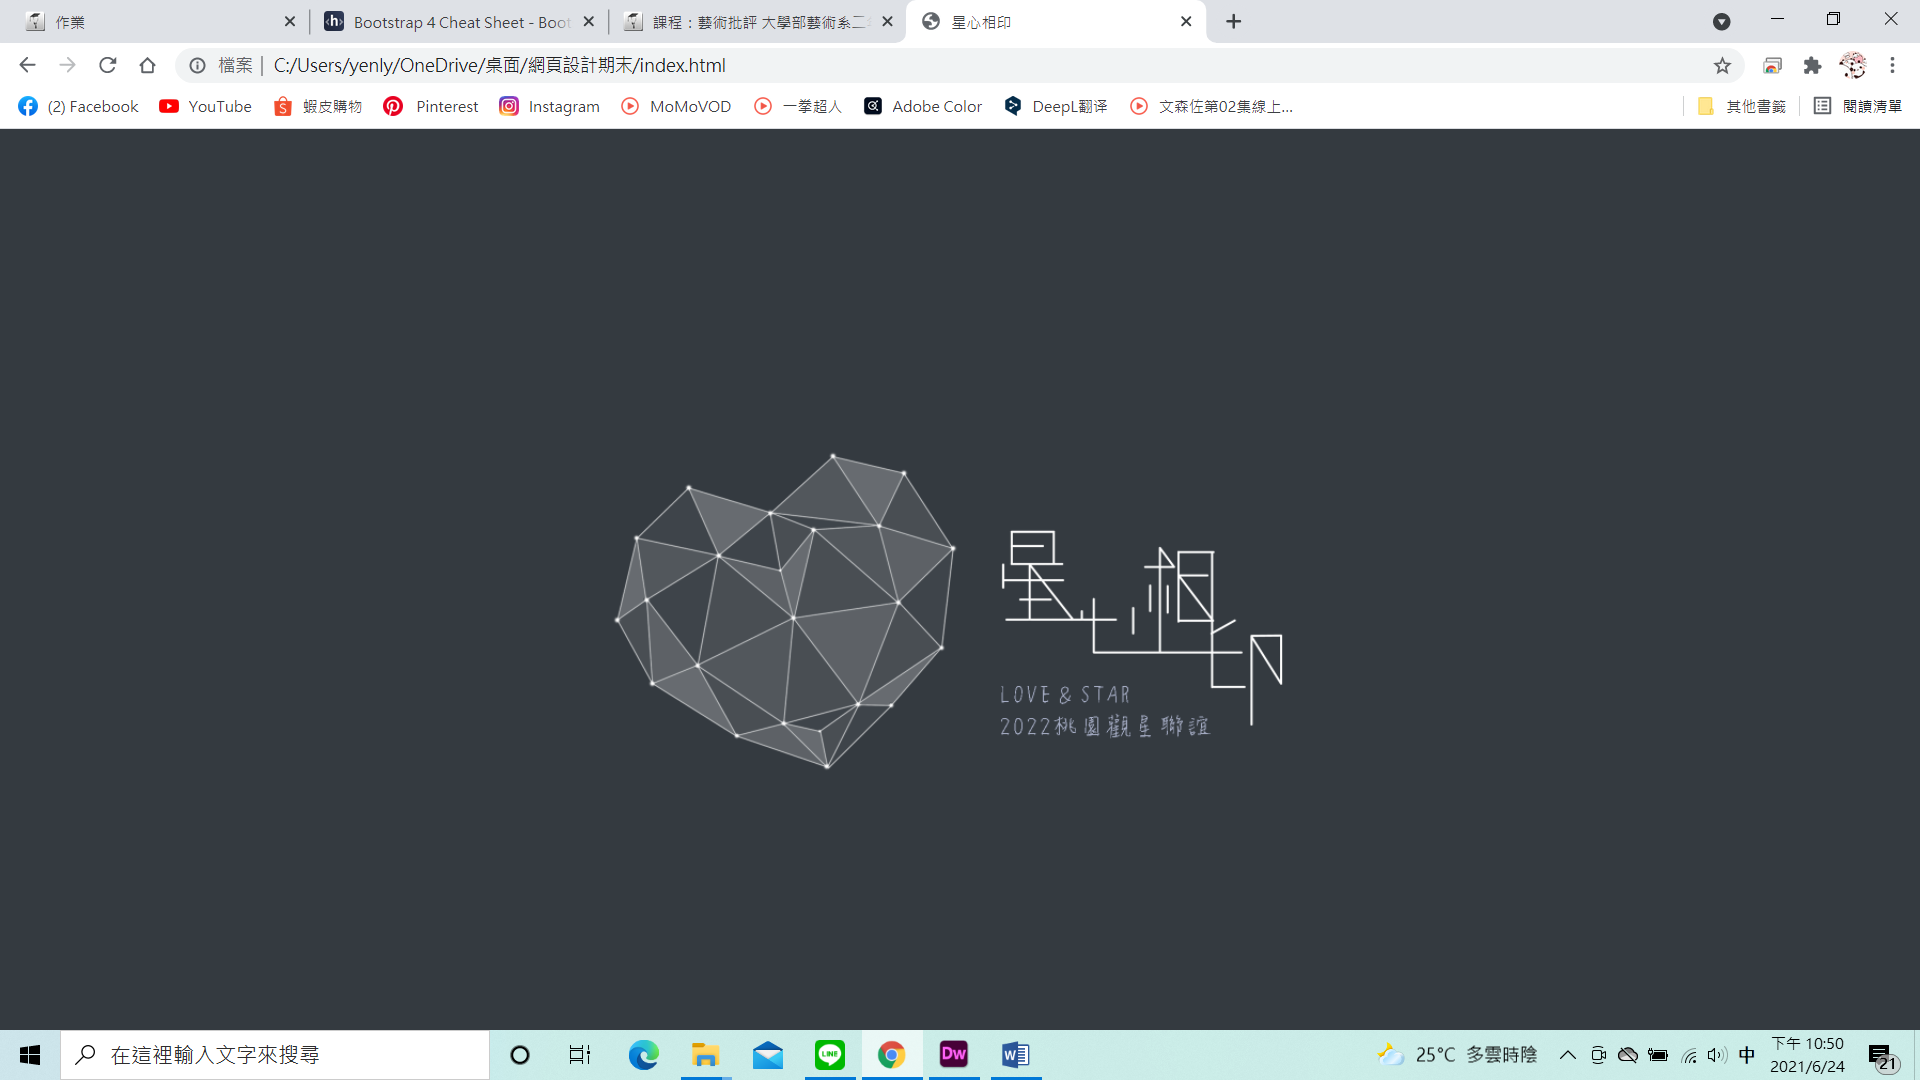 作業
Bootstrap 4 Cheat Sheet - Boot
課程：藝術批評 大學部藝術系二
星心相印
檔案 C:/Users/yenly/OneDrive/桌面/網頁設計期末/index.html
(2) Facebook YouTube 蝦皮購物 Pinterest Instagram MoMoVOD 一拳超人 Adobe Color DeepL翻译 文森佐第02集線上... 其他書籤 閱讀清單
星心相印
LOVE & STAR
2022桃園觀星聯誼
在這裡輸入文字來搜尋
LINE
Dw
W
25°C 多雲時陰
中
下午 10:50
2021/6/24
21